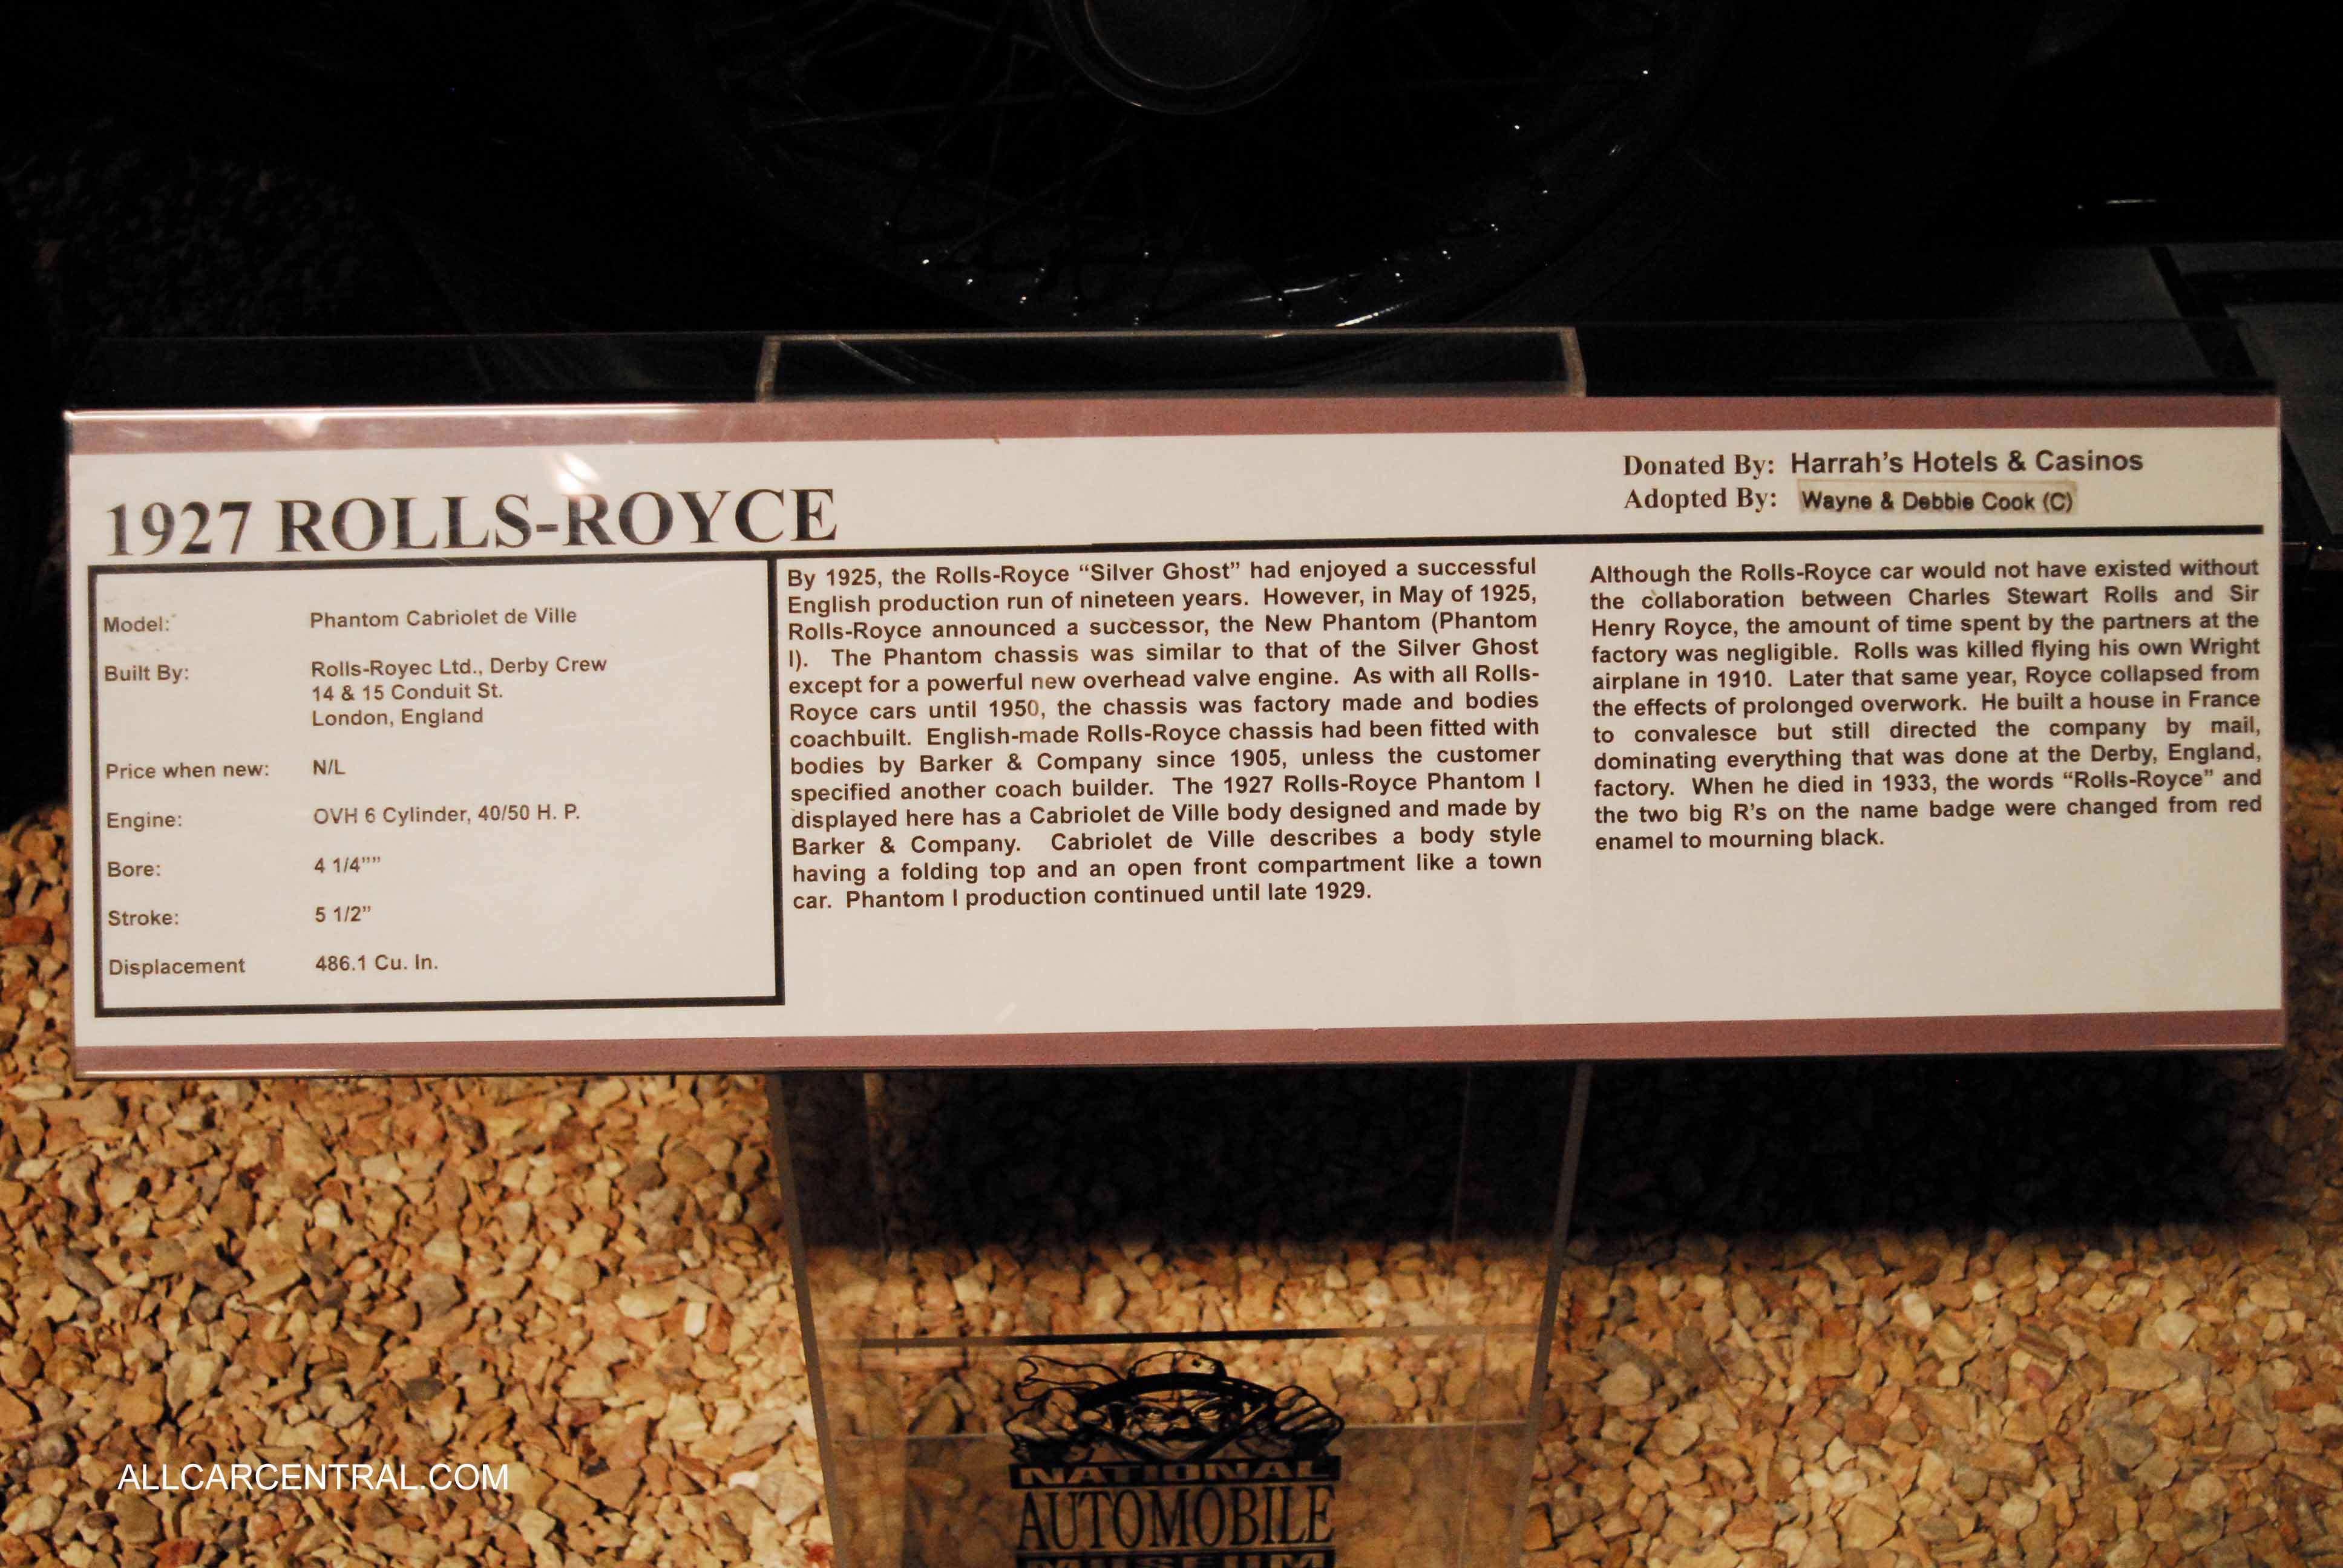 Donated By: Harrah's Hotels & Casinos
Adopted By: Wayne & Debbie Cook (C)
1927 ROLLS-ROYCE
Model: Phantom Cabriolet de Ville
Built By: Rolls-Royec Ltd., Derby Crew
14 & 15 Conduit St.
London, England
Price when new: N/L
Engine: OVH 6 Cylinder, 40/50 H. P.
Bore: 4 1/4””
Stroke: 5 1/2”
Displacement 486.1 Cu. In.
By 1925, the Rolls-Royce “Silver Ghost” had enjoyed a successful
English production run of nineteen years. However, in May of 1925,
Rolls-Royce announced a successor, the New Phantom (Phantom
I). The Phantom chassis was similar to that of the Silver Ghost
except for a powerful new overhead valve engine. As with all Rolls-
Royce cars until 1950, the chassis was factory made and bodies
coachbuilt. English-made Rolls-Royce chassis had been fitted with
bodies by Barker & Company since 1905, unless the customer
specified another coach builder. The 1927 Rolls-Royce Phantom I
displayed here has a Cabriolet de Ville body designed and made by
Barker & Company. Cabriolet de Ville describes a body style
having a folding top and an open front compartment like a town
car. Phantom I production continued until late 1929.
Although the Rolls-Royce car would not have existed without
the collaboration between Charles Stewart Rolls and Sir
Henry Royce, the amount of time spent by the partners at the
factory was negligible. Rolls was killed flying his own Wright
airplane in 1910. Later that same year, Royce collapsed from
the effects of prolonged overwork. He built a house in France
to convalesce but still directed the company by mail,
dominating everything that was done at the Derby, England,
factory. When he died in 1933, the words “Rolls-Royce” and
the two big R's on the name badge were changed from red
enamel to mourning black.
ALLCARCENTRAL.COM
NATIONAL
AUTOMOBILE
MUSEUM